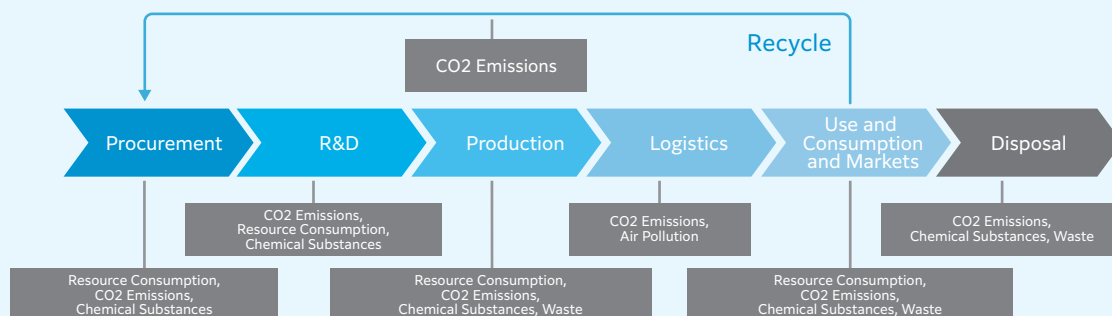 Recycle
CO2 Emissions
Procurement
R&D
Production
Logistics
Use and
Consumption
and Markets
Disposal
CO2 Emissions,
Resource Consumption,
Chemical Substances
CO2 Emissions,
Air Pollution
CO2 Emissions,
Chemical Substances, Waste
Resource Consumption,
CO2 Emissions,
Chemical Substances
Resource Consumption,
CO2 Emissions,
Chemical Substances, Waste
Resource Consumption,
CO2 Emissions,
Chemical Substances, Waste